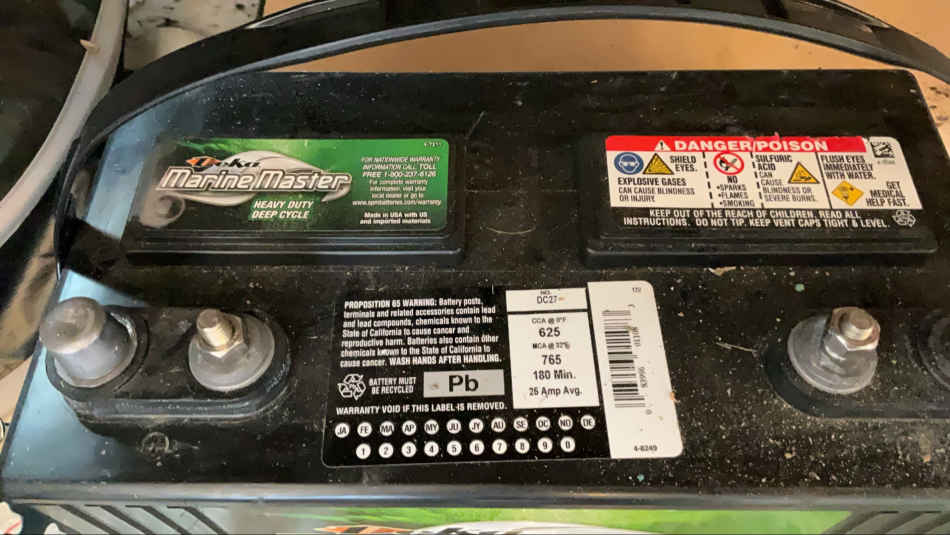 4-7311
Deka
MarineMaster
HEAVY DUTY
DEEP CYCLE
FOR NATIONWIDE WARRANTY
INFORMATION CALL TOLL
FREE 1-800-237-6126
For complete warranty
information, visit your
local dealer or go to
www.epmbatteries.com/warranty.
Made in USA with US
and imported materials
DANGER/POISON
SHIELD
EYES.
EXPLOSIVE GASES
CAN CAUSE BLINDNESS
OR INJURY
NO
•SPARKS
•FLAMES
•SMOKING
SULFURIC
ACID
CAN
CAUSE
BLINDNESS OR
SEVERE BURNS.
FLUSH EYES
IMMEDIATELY
WITH WATER.
GET
MEDICAL
HELP FAST.
KEEP OUT OF THE REACH OF CHILDREN. READ ALL
INSTRUCTIONS. DO NOT TIP. KEEP VENT CAPS TIGHT & LEVEL.
PROPOSITION 65 WARNING: Battery posts,
terminals and related accessories contain lead
and lead compounds, chemicals known to the
State of California to cause cancer and
reproductive harm. Batteries also contain other
chemicals known to the State of California to
cause cancer. WASH HANDS AFTER HANDLING.
BATTERY MUST
BE RECYCLED
Pb
WARRANTY VOID IF THIS LABEL IS REMOVED.
JA FE MA AP MY JU JY AU SE OC NO DE
1 2 3 4 5 6 7 8 9 0
NO.
DC27
CCA @ 0°F
625
MCA @ 32°F
765
180 Min.
25 Amp Avg.
122
4-8249
Deka